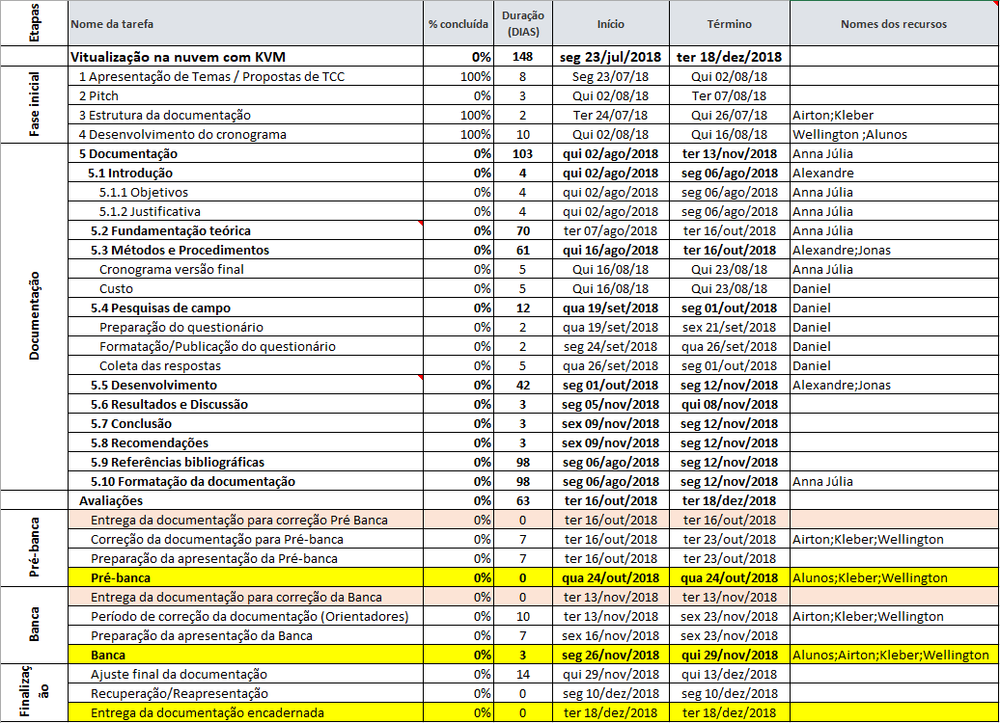 Etapas Nome da tarefa % concluída Duração (DIAS) Início Término Nomes dos recursos
Vitualização na nuvem com KVM 0% 148 seg 23/jul/2018 ter 18/dez/2018
Fase inicial
1 Apresentação de Temas / Propostas de TCC 100% 8 Seg 23/07/18 Qui 02/08/18
2 Pitch 0% 3 Qui 02/08/18 Ter 07/08/18
3 Estrutura da documentação 100% 2 Ter 24/07/18 Qui 26/07/18 Airton;Kleber
4 Desenvolvimento do cronograma 100% 10 Qui 02/08/18 Qui 16/08/18 Wellington ;Alunos
Documentação
5 Documentação 0% 103 qui 02/ago/2018 ter 13/nov/2018 Anna Júlia
5.1 Introdução 0% 4 qui 02/ago/2018 seg 06/ago/2018 Alexandre
5.1.1 Objetivos 0% 4 qui 02/ago/2018 seg 06/ago/2018 Anna Júlia
5.1.2 Justificativa 0% 4 qui 02/ago/2018 seg 06/ago/2018 Anna Júlia
5.2 Fundamentação teórica 0% 70 ter 07/ago/2018 ter 16/out/2018 Anna Júlia
5.3 Métodos e Procedimentos 0% 61 qui 16/ago/2018 ter 16/out/2018 Alexandre;Jonas
Cronograma versão final 0% 5 Qui 16/08/18 Qui 23/08/18 Anna Júlia
Custo 0% 5 Qui 16/08/18 Qui 23/08/18 Daniel
5.4 Pesquisas de campo 0% 12 qua 19/set/2018 seg 01/out/2018 Daniel
Preparação do questionário 0% 2 qua 19/set/2018 sex 21/set/2018 Daniel
Formatação/Publicação do questionário 0% 2 seg 24/set/2018 qua 26/set/2018 Daniel
Coleta das respostas 0% 5 qua 26/set/2018 seg 01/out/2018 Daniel
5.5 Desenvolvimento 0% 42 seg 01/out/2018 seg 12/nov/2018 Alexandre;Jonas
5.6 Resultados e Discussão 0% 3 seg 05/nov/2018 qui 08/nov/2018
5.7 Conclusão 0% 3 sex 09/nov/2018 seg 12/nov/2018
5.8 Recomendações 0% 3 sex 09/nov/2018 seg 12/nov/2018
5.9 Referências bibliográficas 0% 98 seg 06/ago/2018 seg 12/nov/2018
5.10 Formatação da documentação 0% 98 seg 06/ago/2018 seg 12/nov/2018 Anna Júlia
Avaliações 0% 63 ter 16/out/2018 ter 18/dez/2018
Pré-banca
Entrega da documentação para correção Pré Banca 0% 0 ter 16/out/2018 ter 16/out/2018
Correção da documentação para Pré-banca 0% 7 ter 16/out/2018 ter 23/out/2018 Airton;Kleber;Wellington
Preparação da apresentação da Pré-banca 0% 7 ter 16/out/2018 ter 23/out/2018
Pré-banca 0% 0 qua 24/out/2018 qua 24/out/2018 Alunos;Kleber;Wellington
Banca
Entrega da documentação para correção da Banca 0% 0 ter 13/nov/2018 ter 13/nov/2018
Período de correção da documentação (Orientadores) 0% 10 ter 13/nov/2018 sex 23/nov/2018 Airton;Kleber;Wellington
Preparação da apresentação da Banca 0% 7 sex 16/nov/2018 sex 23/nov/2018
Banca 0% 3 seg 26/nov/2018 qui 29/nov/2018 Alunos;Airton;Kleber;Wellington
Finalizaç
ão
Ajuste final da documentação 0% 14 qui 29/nov/2018 qui 13/dez/2018
Recuperação/Reapresentação 0% 0 seg 10/dez/2018 seg 10/dez/2018
Entrega da documentação encadernada 0% 0 ter 18/dez/2018 ter 18/dez/2018